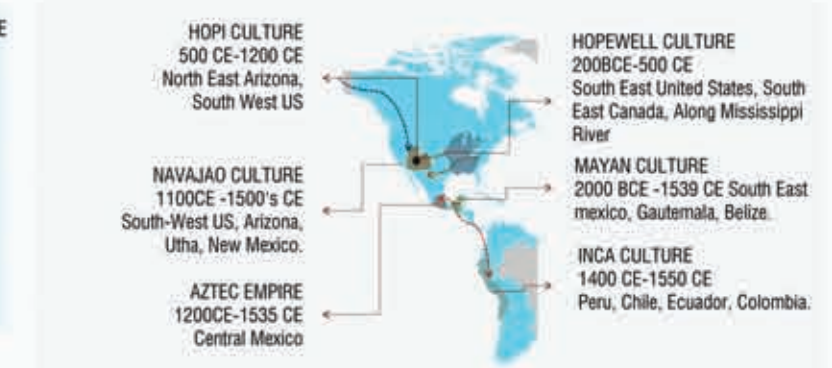 E
HOPI CULTURE
500 CE-1200 CE
North East Arizona,
South West US
NAVAJAO CULTURE
1100CE -1500's CE
South-West US, Arizona,
Utha, New Mexico.
AZTEC EMPIRE
1200CE-1535 CE
Central Mexico
HOPEWELL CULTURE
200BCE-500 CE
South East United States, South
East Canada, Along Mississippi
River
MAYAN CULTURE
2000 BCE -1539 CE South East
mexico, Gautemala, Belize.
INCA CULTURE
1400 CE-1550 CE
Peru, Chile, Ecuador, Colombia.